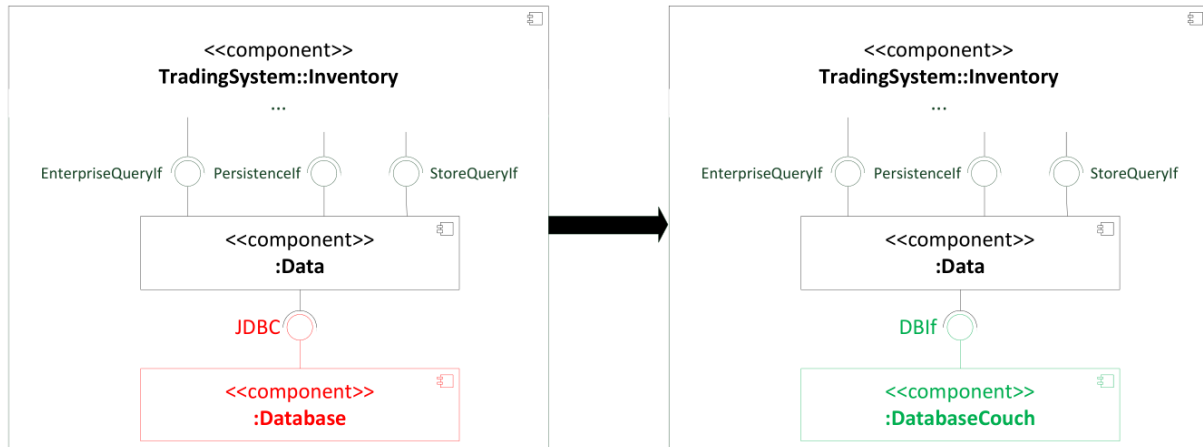 <<component>>
TradingSystem::Inventory
...
EnterpriseQueryIf
PersistenceIf
StoreQueryIf
<<component>>
:Data
JDBC
<<component>>
:Database
<<component>>
TradingSystem::Inventory
...
EnterpriseQueryIf
PersistenceIf
StoreQueryIf
<<component>>
:Data
DBIf
<<component>>
:DatabaseCouch